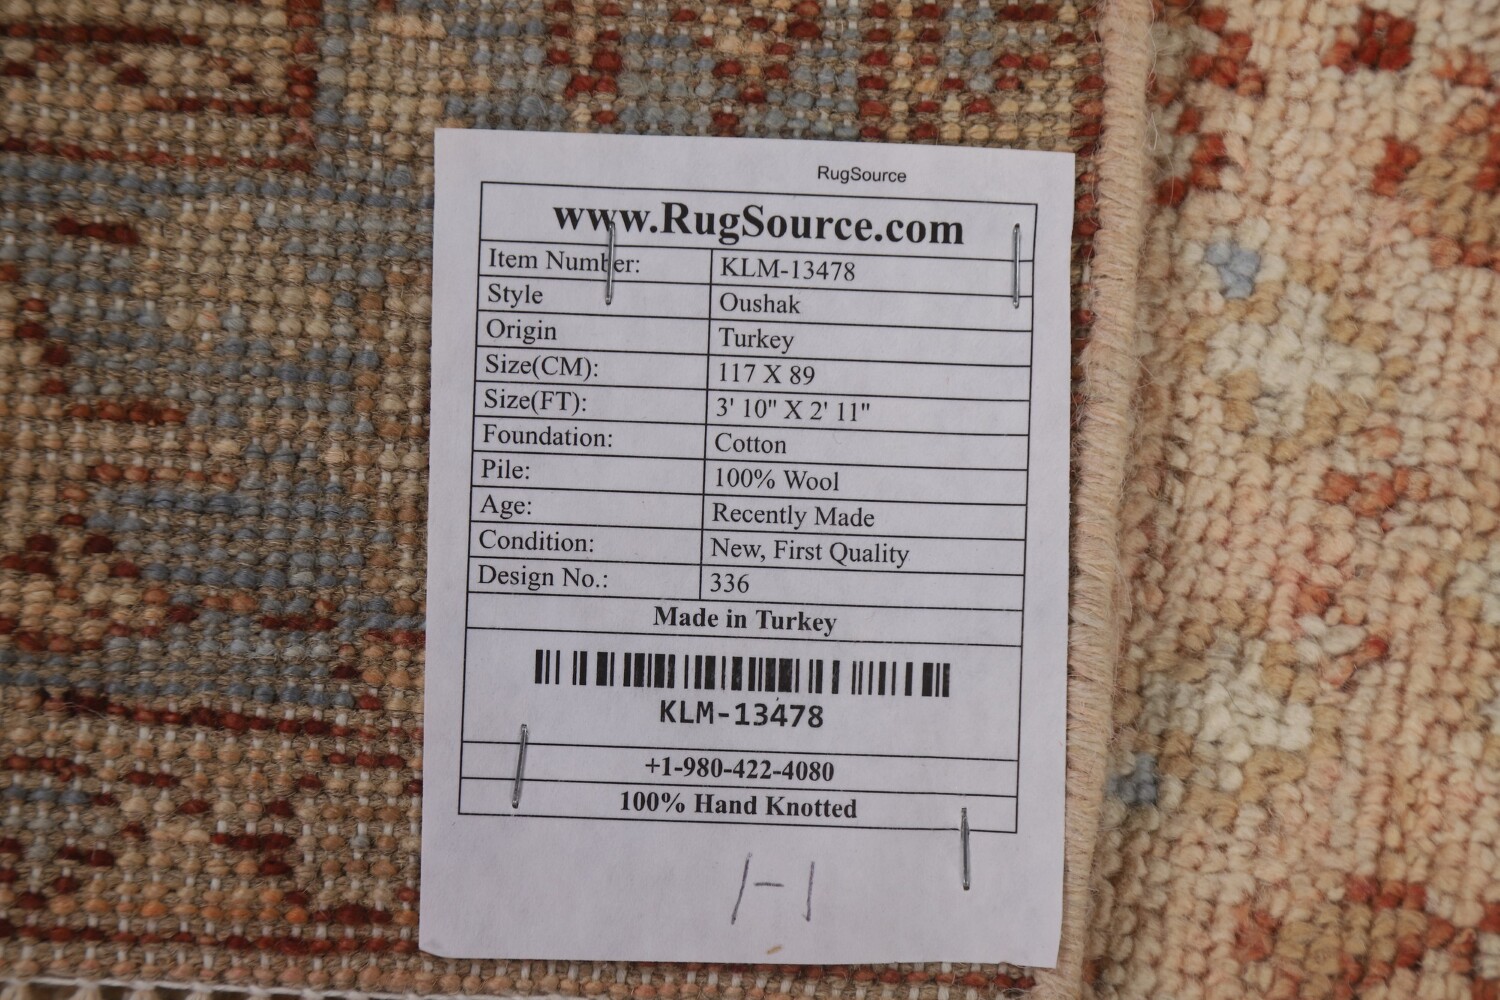 RugSource
www.RugSource.com
Item Number: KLM-13478
Style Oushak
Origin Turkey
Size(CM): 117 X 89
Size(FT): 3' 10" X 2' 11"
Foundation: Cotton
Pile: 100% Wool
Age: Recently Made
Condition: New, First Quality
Design No.: 336
Made in Turkey
KLM-13478
+1-980-422-4080
100% Hand Knotted
1-1